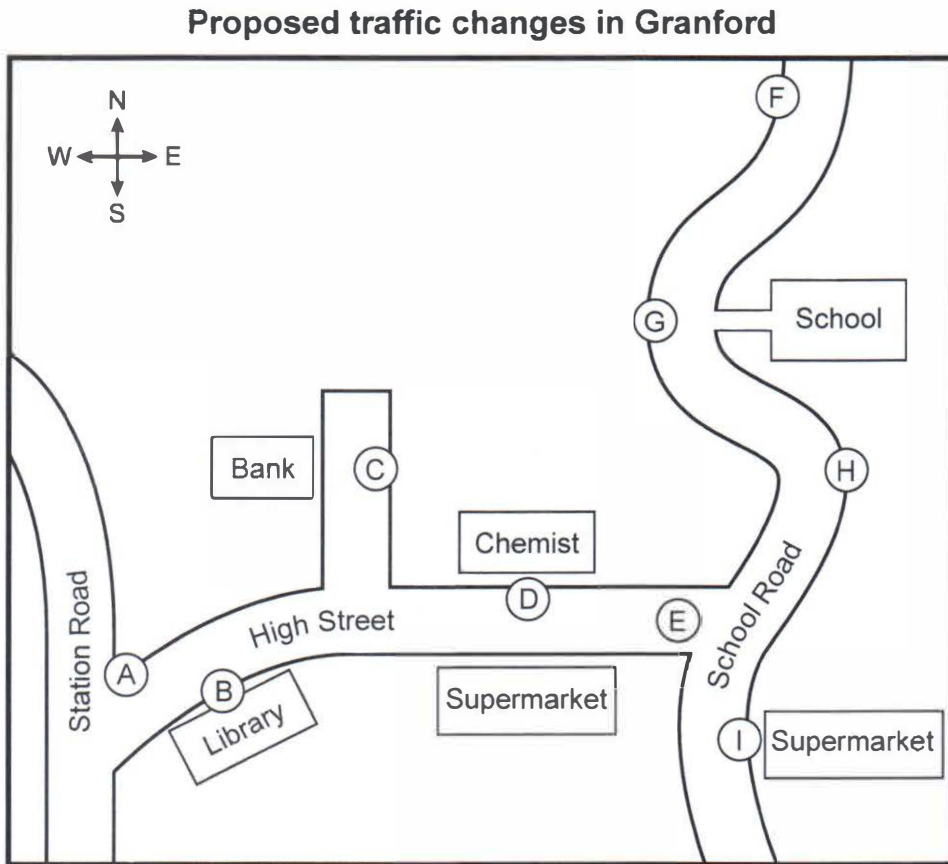 Proposed traffic changes in Granford
N
W E
S
F
G
School
Bank
C
H
Chemist
D
E
High Street
School Road
Station Road
A
B
Library
Supermarket
I
Supermarket